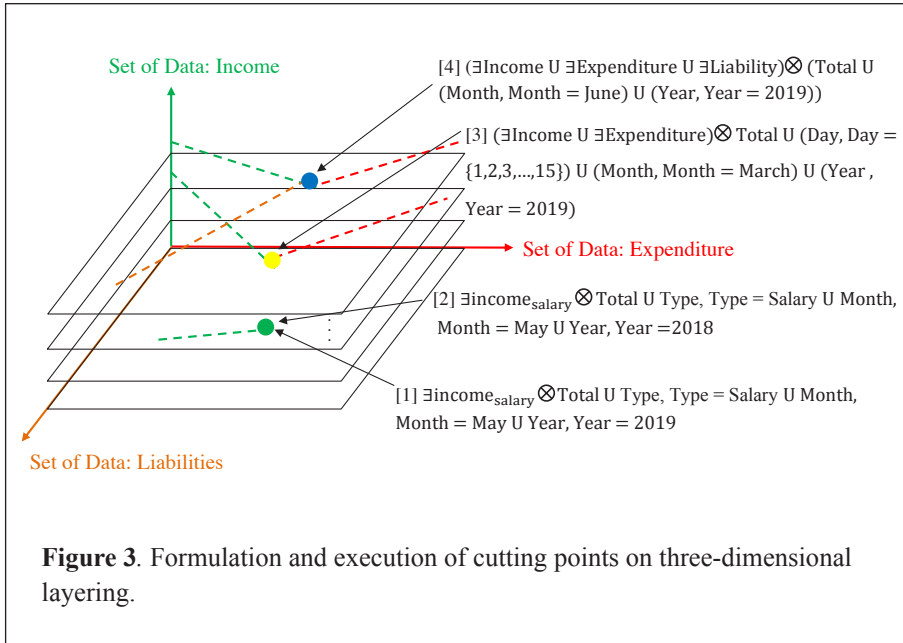 Set of Data: Income
[4] (∃Income U ∃Expenditure U ∃Liability)⊗ (Total U
(Month, Month = June) U (Year, Year = 2019))
[3] (∃Income U ∃Expenditure)⊗ Total U (Day, Day =
{1,2,3,…,15}) U (Month, Month = March) U (Year ,
Year = 2019)
Set of Data: Expenditure
[2] ∃income_salary ⊗ Total U Type, Type = Salary U Month,
Month = May U Year, Year =2018
[1] ∃income_salary ⊗Total U Type, Type = Salary U Month,
Month = May U Year, Year = 2019
Set of Data: Liabilities
Figure 3. Formulation and execution of cutting points on three-dimensional
layering.